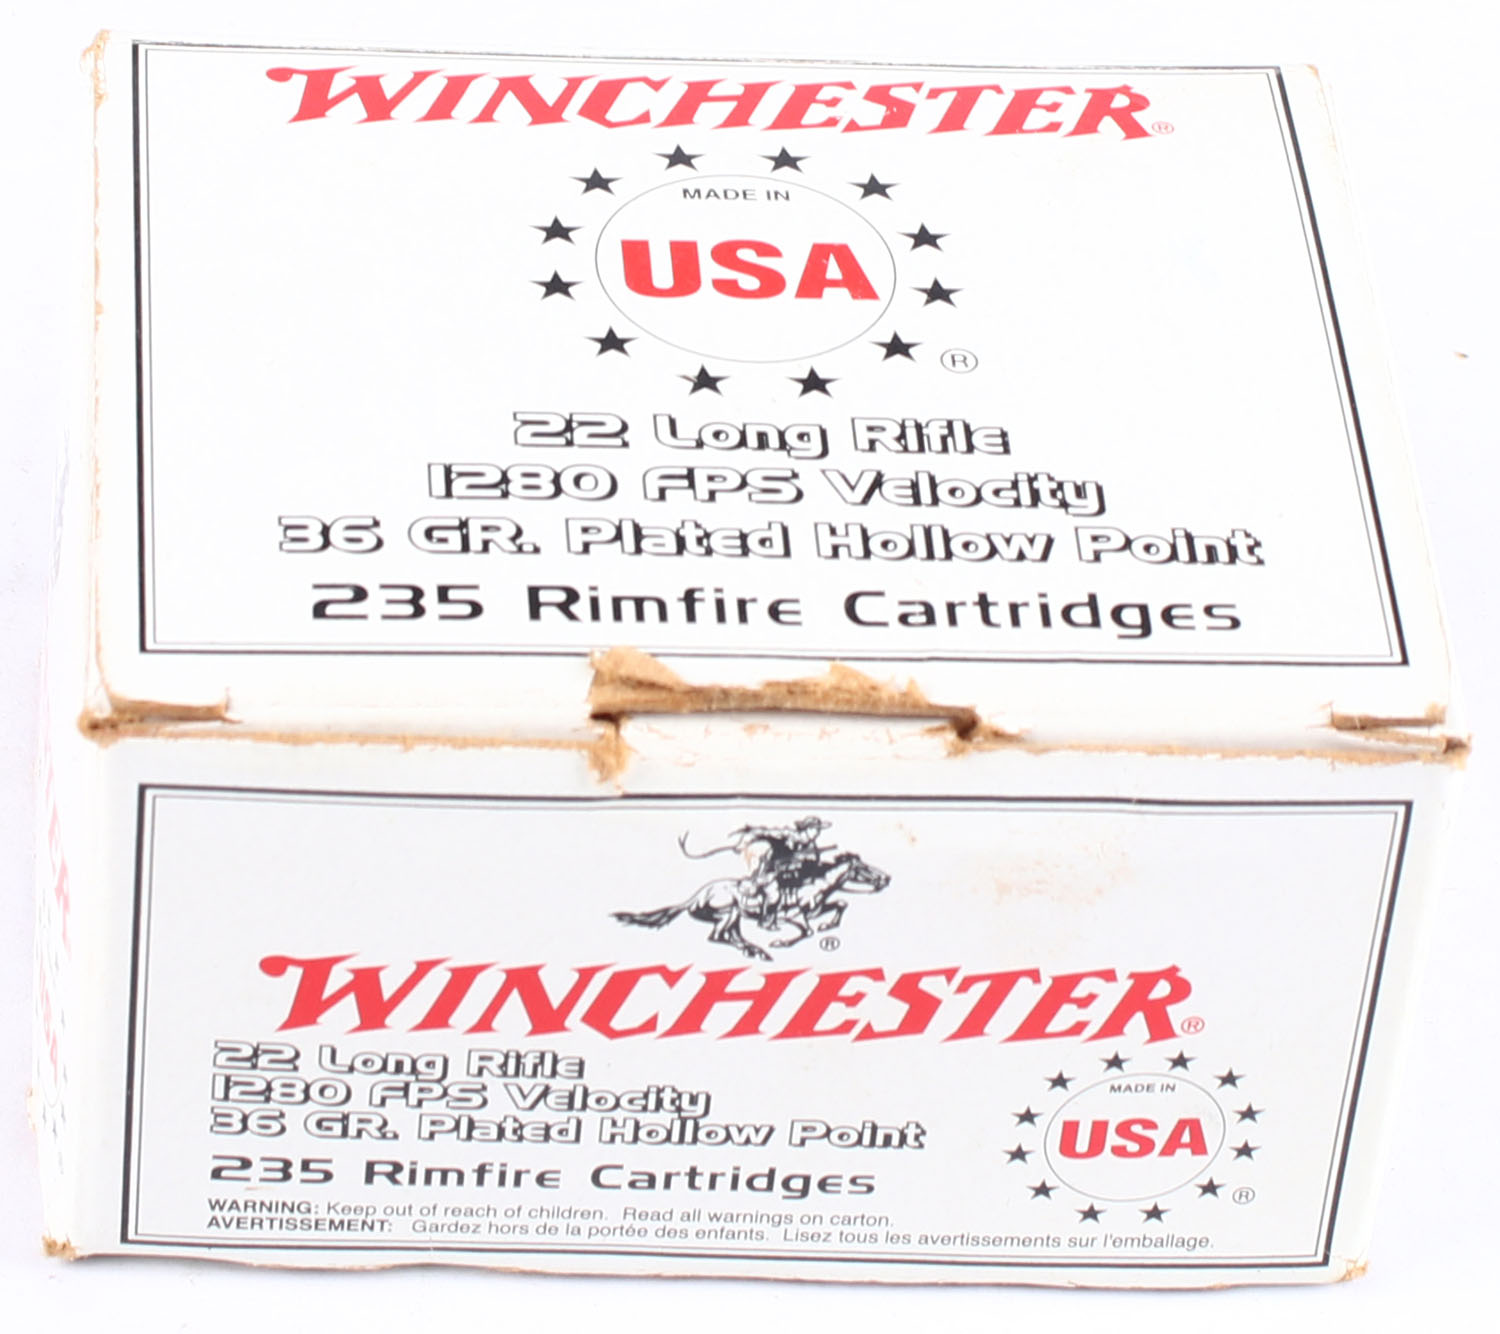 WINCHESTER®
MADE IN
USA
®
22 Long Rifle
1280 FPS Velocity
36 GR. Plated Hollow Point
235 Rimfire Cartridges
®
WINCHESTER®
22 Long Rifle
1280 FPS Velocity
36 GR. Plated Hollow Point
235 Rimfire Cartridges
MADE IN
USA
®
WARNING: Keep out of reach of children. Read all warnings on carton.
AVERTISSEMENT: Gardez hors de la portée des enfants. Lisez tous les avertissements sur l'emballage.